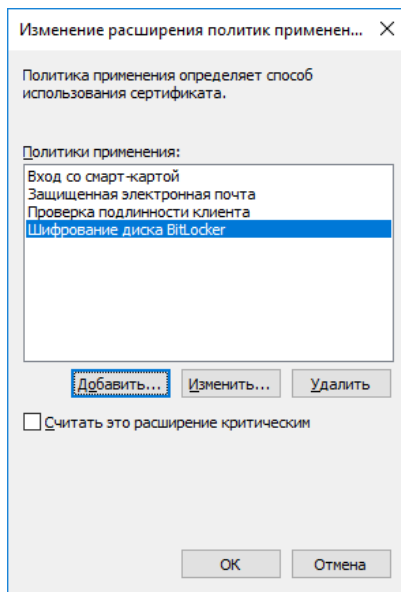 Изменение расширения политик применен...
Политика применения определяет способ
использования сертификата.
Политики применения:
Вход со смарт-картой
Защищенная электронная почта
Проверка подлинности клиента
Шифрование диска BitLocker
Добавить... Изменить... Удалить
Считать это расширение критическим
ОК Отмена